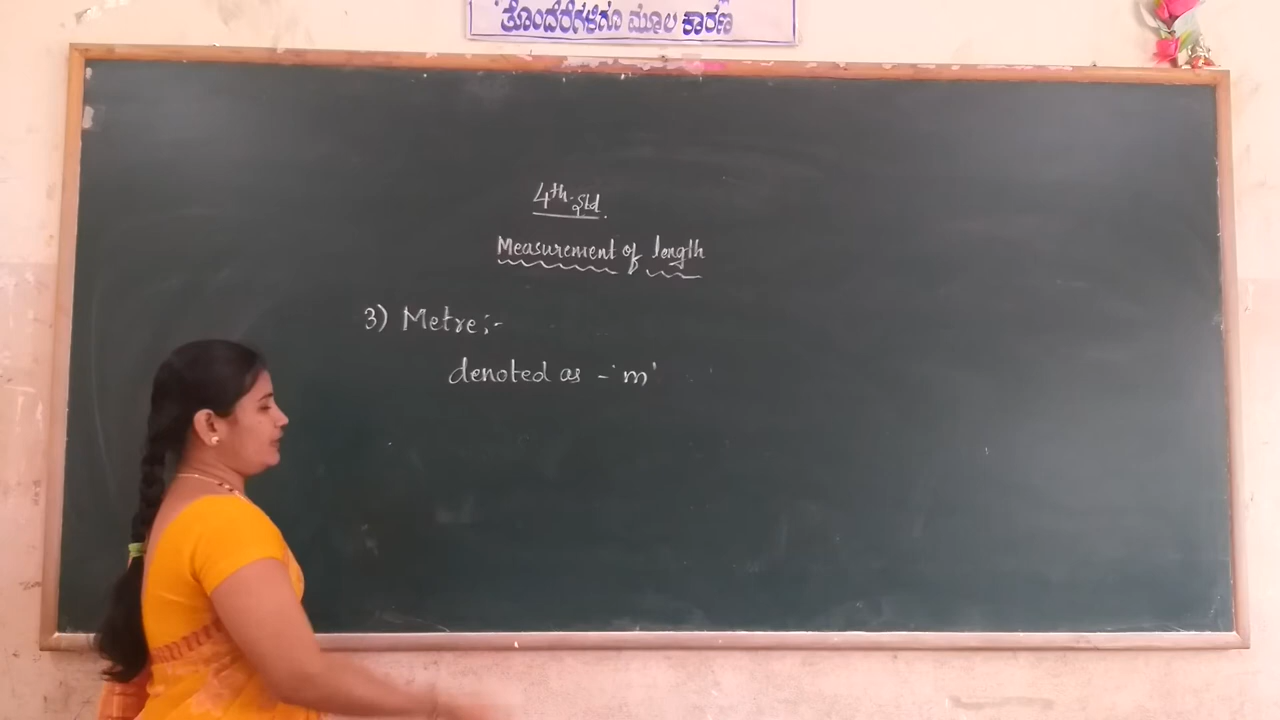 ತೊಂದರೆಗಳಿಗೂ ಮೂಲ ಕಾರಣ
4th. Std.
Measurement of length
3) Metre:-
denoted as - 'm'